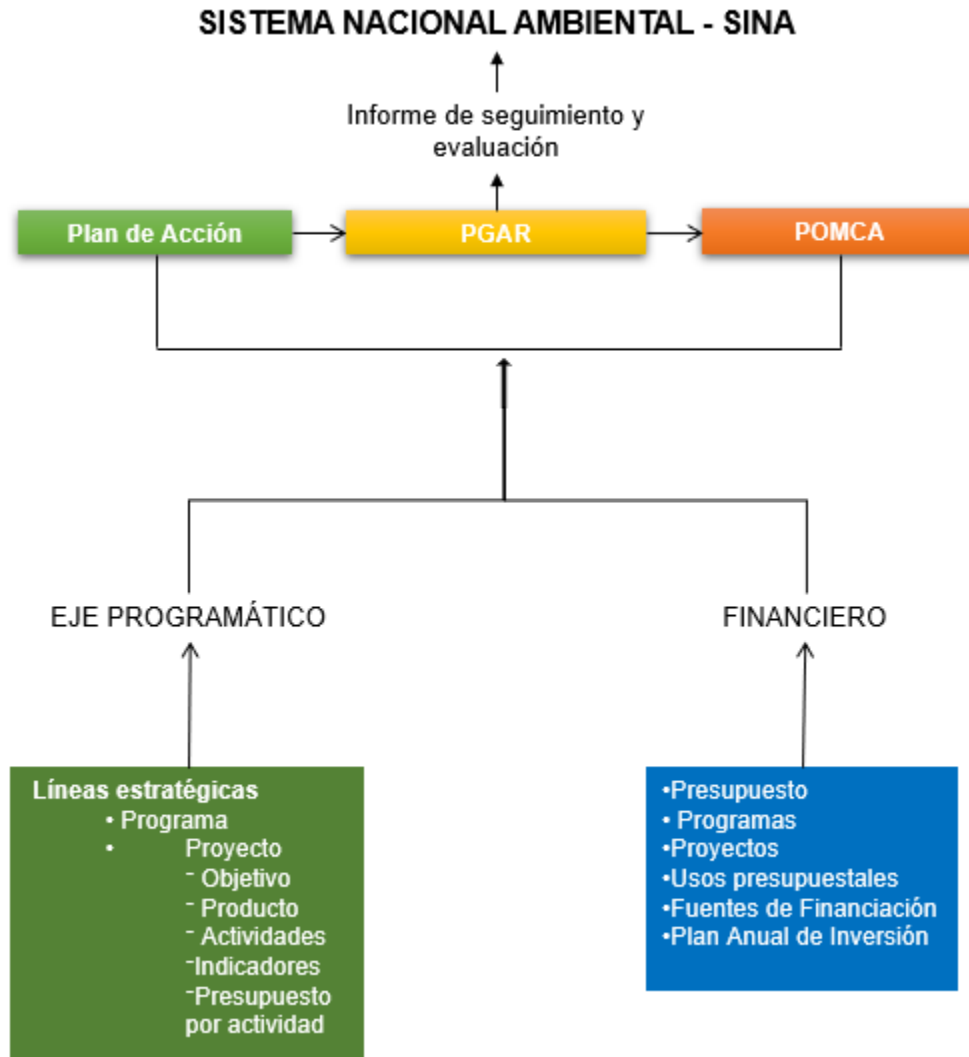 SISTEMA NACIONAL AMBIENTAL - SINA
Informe de seguimiento y
evaluación
Plan de Acción
PGAR
POMCA
EJE PROGRAMÁTICO
FINANCIERO
Líneas estratégicas
• Programa
• Proyecto
- Objetivo
- Producto
- Actividades
-Indicadores
-Presupuesto
por actividad
•Presupuesto
• Programas
•Proyectos
•Usos presupuestales
•Fuentes de Financiación
•Plan Anual de Inversión